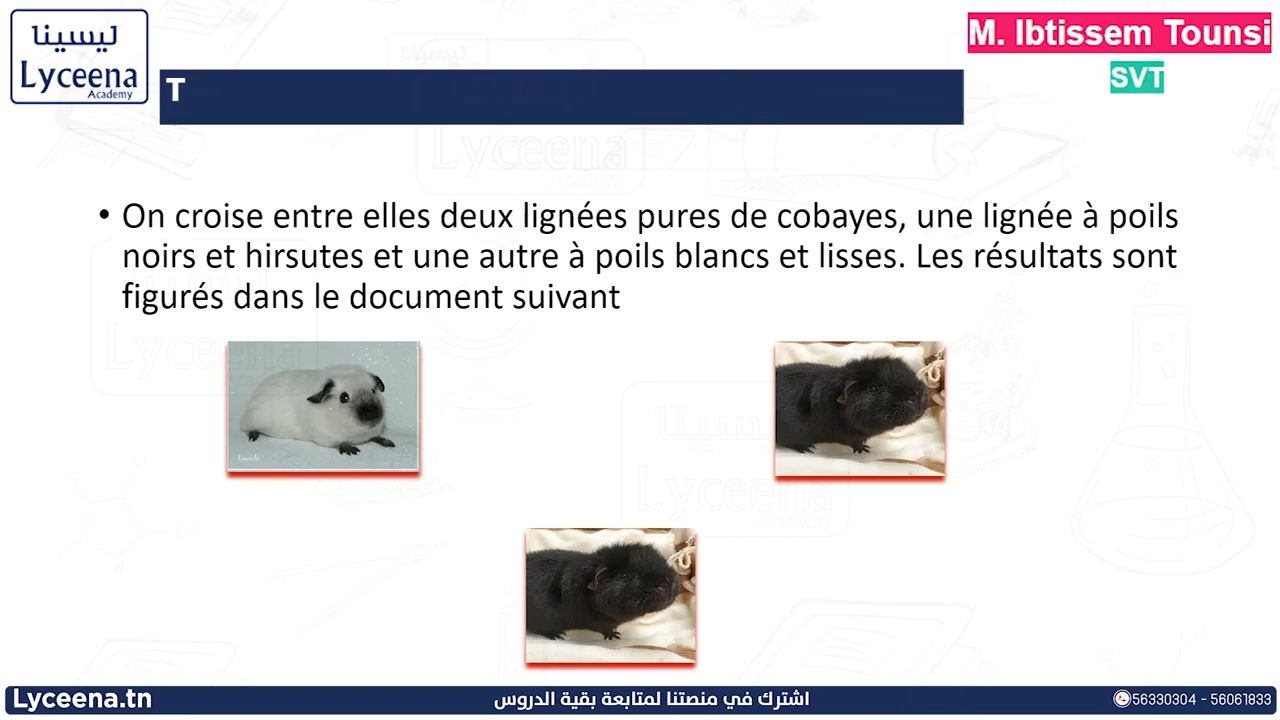 ليسينا
Lyceena
Academy
M. Ibtissem Tounsi
SVT
T
• On croise entre elles deux lignées pures de cobayes, une lignée à poils
noirs et hirsutes et une autre à poils blancs et lisses. Les résultats sont
figurés dans le document suivant
Lyceena.tn
اشترك في منصتنا لمتابعة بقية الدروس
56330304 - 56061833